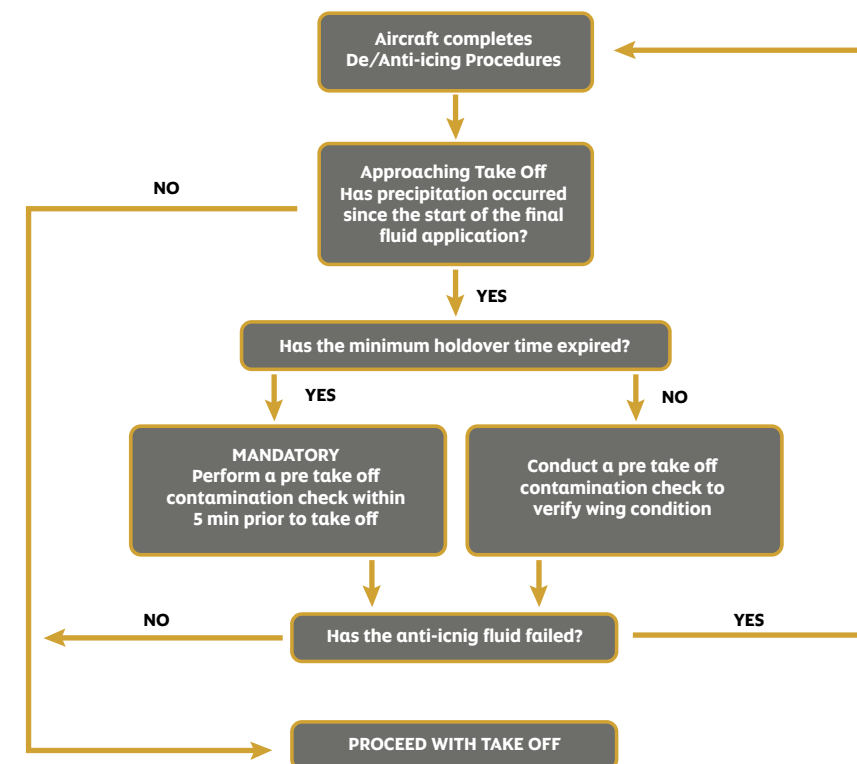 Aircraft completes
De/Anti-icing Procedures
Approaching Take Off
Has precipitation occurred
since the start of the final
fluid application?
NO
YES
Has the minimum holdover time expired?
YES
NO
MANDATORY
Perform a pre take off
contamination check within
5 min prior to take off
Conduct a pre take off
contamination check to
verify wing condition
NO
Has the anti-icnig fluid failed?
YES
PROCEED WITH TAKE OFF